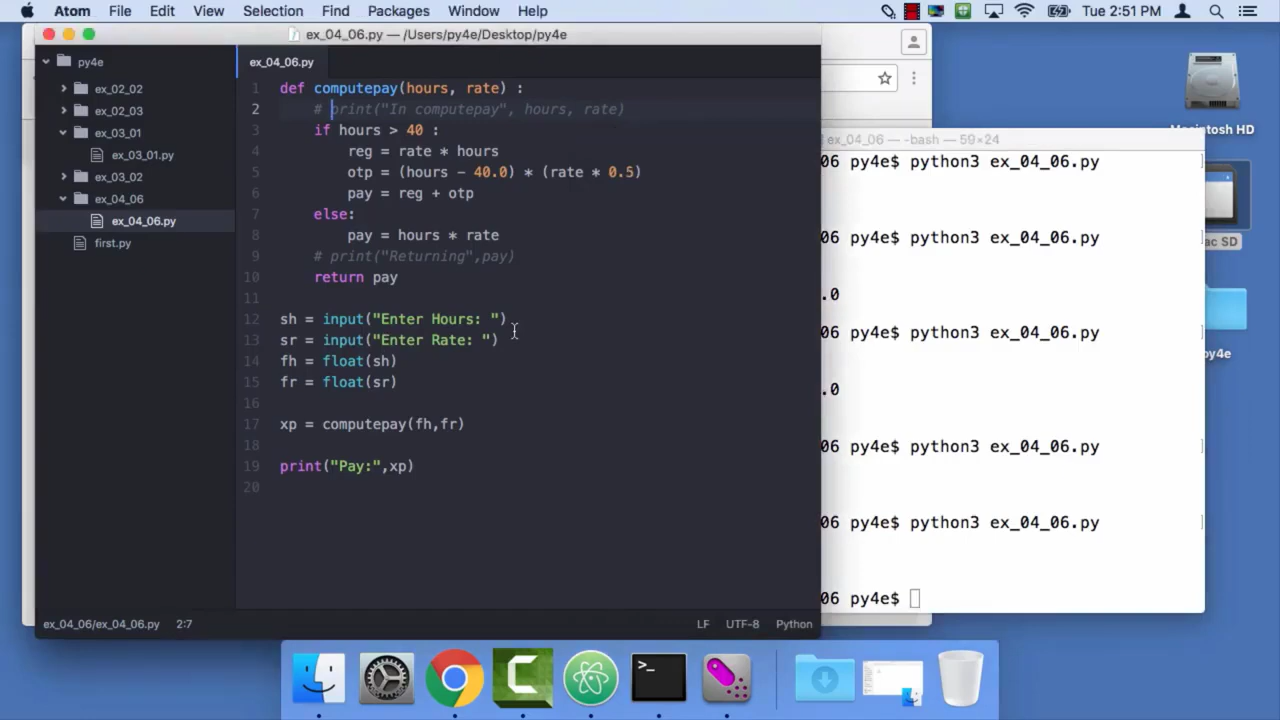 Atom File Edit View Selection Find Packages Window Help Tue 2:51 PM
ex_04_06.py — /Users/py4e/Desktop/py4e
py4e
ex_02_02
ex_02_03
ex_03_01
ex_03_01.py
ex_03_02
ex_04_06
ex_04_06.py
first.py
ex_04_06.py
1 def computepay(hours, rate) :
2 # print("In computepay", hours, rate)
3 if hours > 40 :
4 reg = rate * hours
5 otp = (hours - 40.0) * (rate * 0.5)
6 pay = reg + otp
7 else:
8 pay = hours * rate
9 # print("Returning",pay)
10 return pay
11
12 sh = input("Enter Hours: ")
13 sr = input("Enter Rate: ")
14 fh = float(sh)
15 fr = float(sr)
16
17 xp = computepay(fh,fr)
18
19 print("Pay:",xp)
20
ex_04_06/ex_04_06.py 2:7 LF UTF-8 Python
ex_04_06 — -bash — 59×24
06 py4e$ python3 ex_04_06.py
06 py4e$ python3 ex_04_06.py
.0
06 py4e$ python3 ex_04_06.py
.0
06 py4e$ python3 ex_04_06.py
06 py4e$ python3 ex_04_06.py
06 py4e$
Macintosh HD
ac SD
py4e